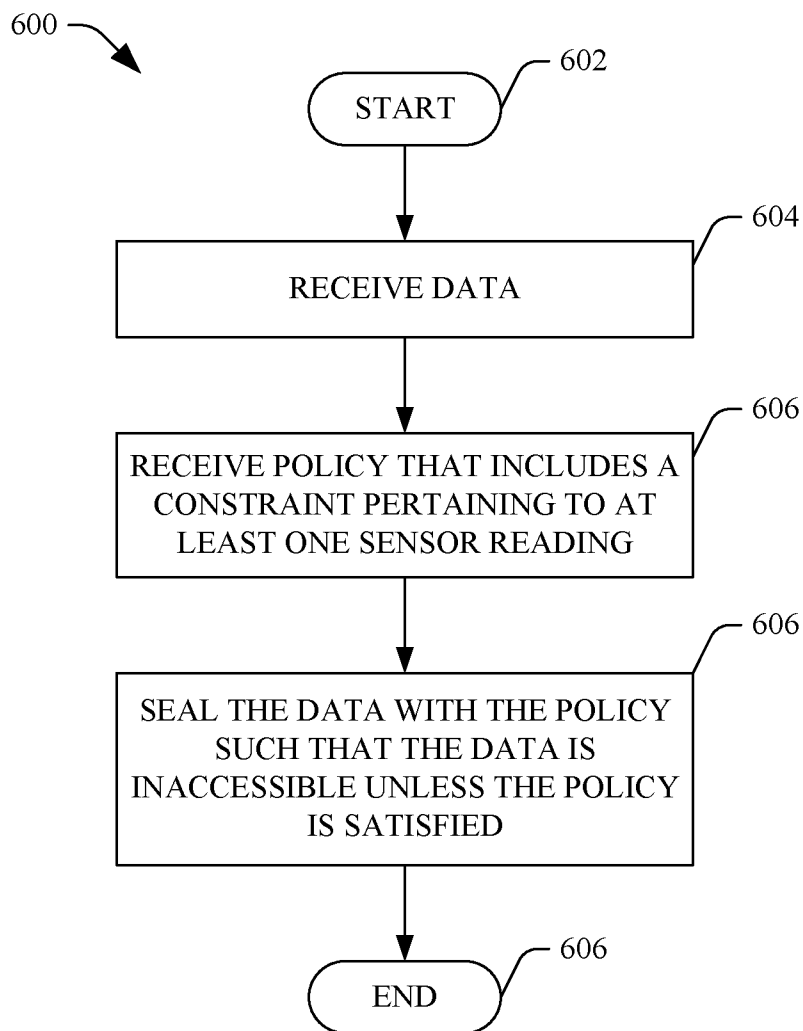 600
602
START
604
RECEIVE DATA
606
RECEIVE POLICY THAT INCLUDES A
CONSTRAINT PERTAINING TO AT
LEAST ONE SENSOR READING
606
SEAL THE DATA WITH THE POLICY
SUCH THAT THE DATA IS
INACCESSIBLE UNLESS THE POLICY
IS SATISFIED
606
END